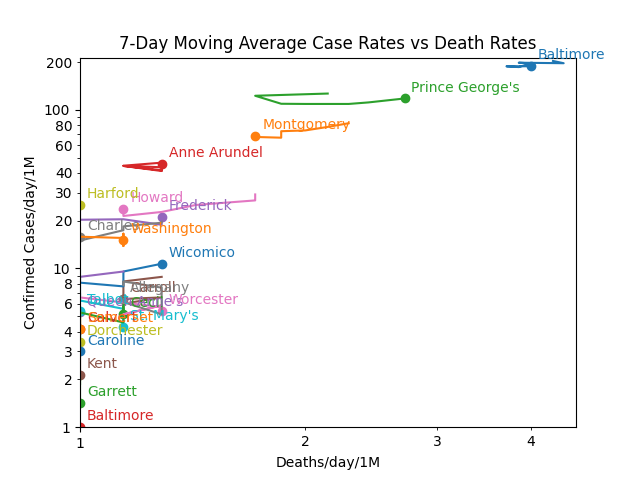 7-Day Moving Average Case Rates vs Death Rates
Confirmed Cases/day/1M
200
100
80
60
40
30
20
10
8
6
4
3
2
1
Baltimore
Prince George's
Montgomery
Anne Arundel
Harford
Howard
Frederick
Charles
Washington
Wicomico
Allegany
Carroll
Talbot
Worcester
St. Mary's
Somerset
Dorchester
Caroline
Kent
Garrett
Baltimore
1
2
3
4
Deaths/day/1M